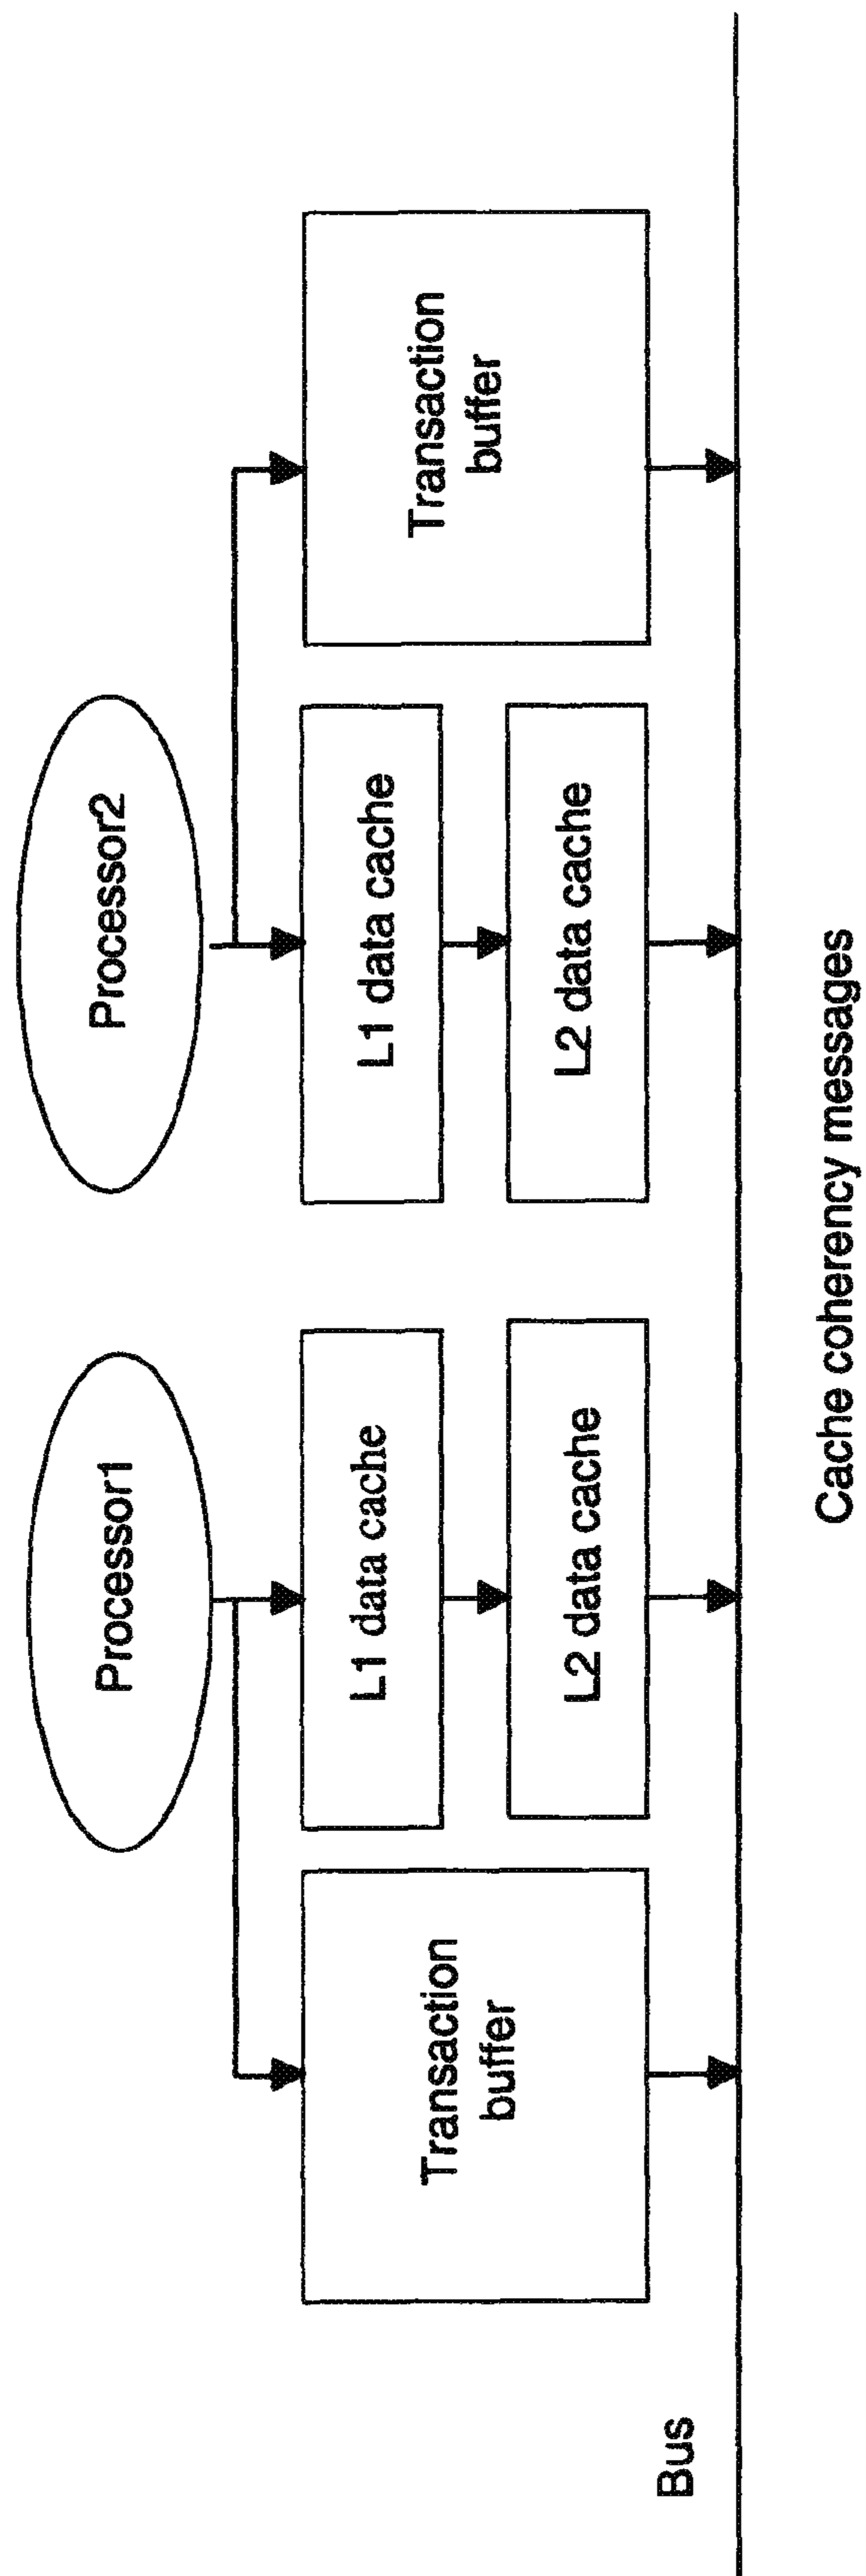 Processor1
Processor2
Transaction
buffer
L1 data cache
L1 data cache
Transaction
buffer
L2 data cache
L2 data cache
Bus
Cache coherency messages